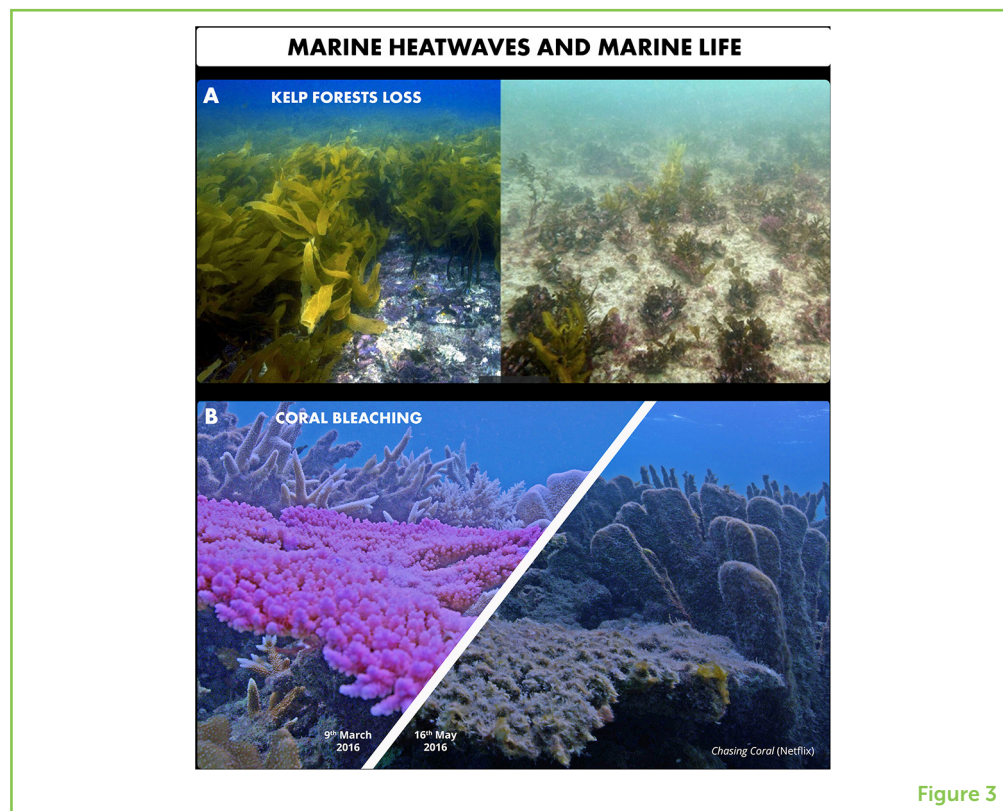 MARINE HEATWAVES AND MARINE LIFE
A
KELP FORESTS LOSS
B
CORAL BLEACHING
9th March
2016
16th May
2016
Chasing Coral (Netflix)
Figure 3